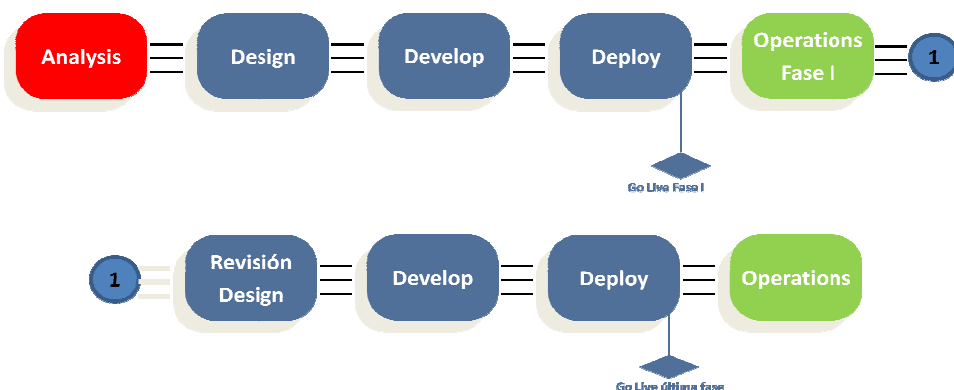 Analysis
Design
Develop
Deploy
Operations
Fase I
1
Go Live Fase I
1
Revisión
Design
Develop
Deploy
Operations
Go Live última fase